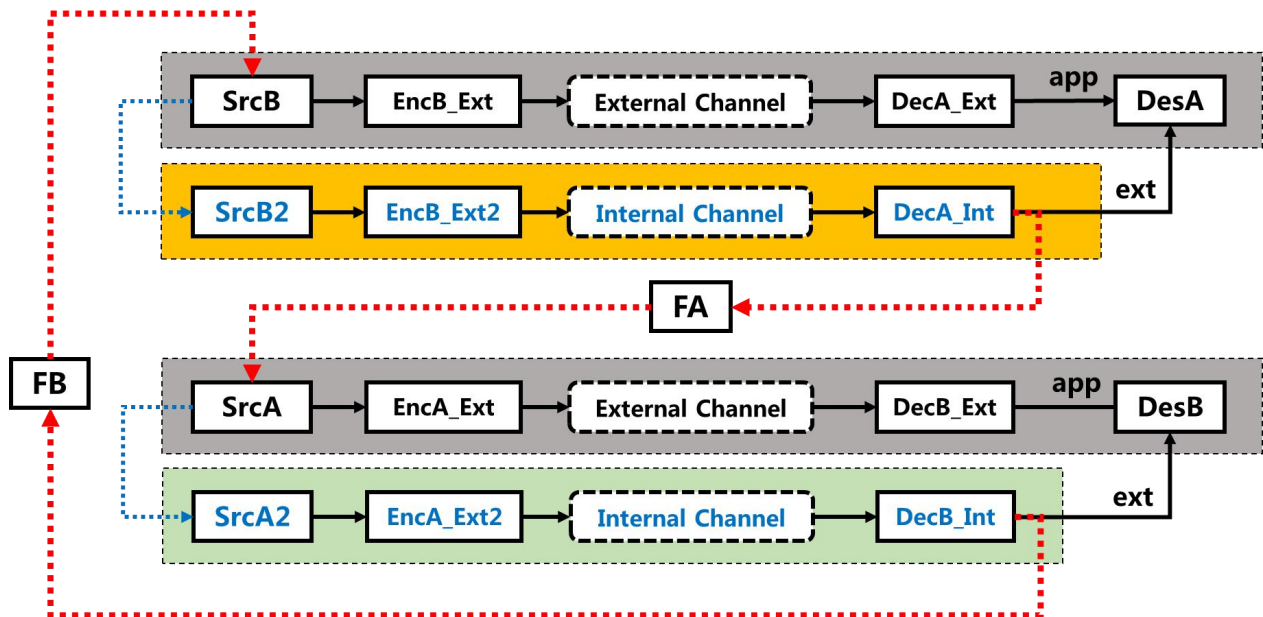 SrcB
EncB_Ext
External Channel
DecA_Ext
app
DesA
SrcB2
EncB_Ext2
Internal Channel
DecA_Int
ext
FA
FB
SrcA
EncA_Ext
External Channel
DecB_Ext
app
DesB
SrcA2
EncA_Ext2
Internal Channel
DecB_Int
ext